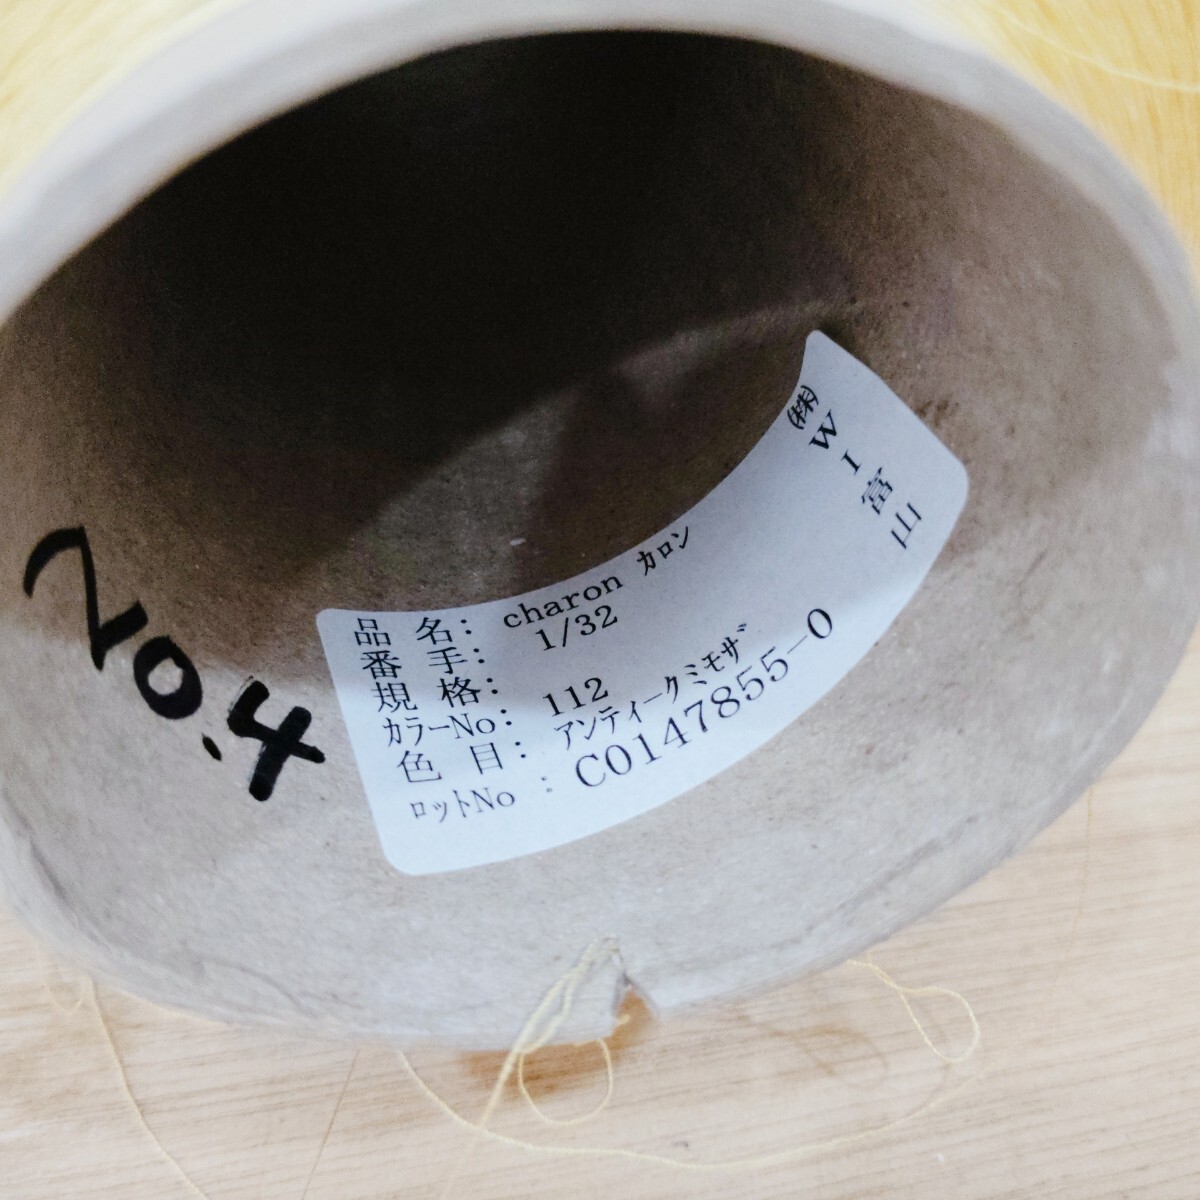 No.4
㈱WI富山
品名: charon カロン
番手: 1/32
規格:
カラーNo: 112
色目: アンティークミモザ
ロットNo : C0147855-0